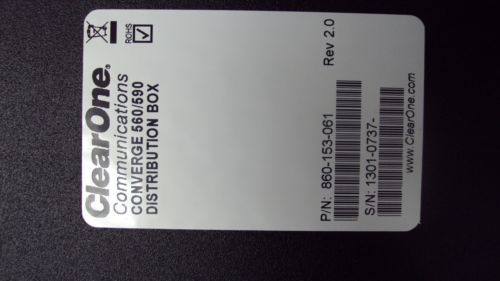 ROHS
ClearOne®
Communications
CONVERGE 560/590
DISTRIBUTION BOX
Rev 2.0
P/N: 860-153-061
S/N: 1301-0737-
www.ClearOne.com